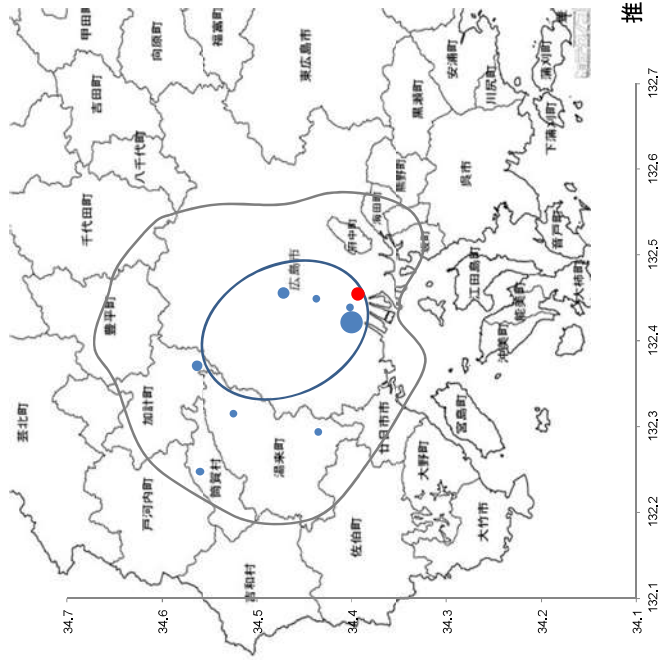 推
芸北町
戸河内町
加計町
筒賀村
吉和村
湯来町
佐伯町
廿日市市
大野町
大竹市
宮島町
豊平町
千代田町
八千代町
吉田町
甲田町
向原町
福富町
東広島市
広島市
府中町
海田町
坂町
熊野町
黒瀬町
安浦町
川尻町
蒲刈町
下蒲刈町
呉市
音戸町
江田島町
能美町
沖美町
大柿町
34.7
34.6
34.5
34.4
34.3
34.2
34.1
132.1
132.2
132.3
132.4
132.5
132.6
132.7